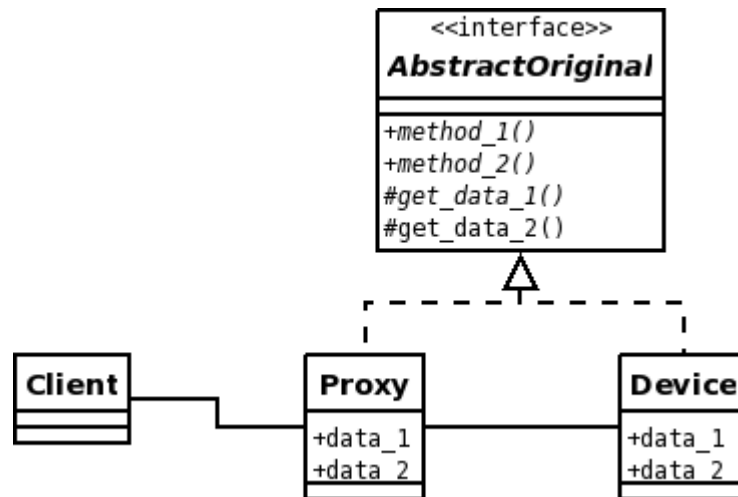 <<interface>>
AbstractOriginal
+method_1()
+method_2()
#get_data_1()
#get_data_2()
Client
Proxy
+data_1
+data_2
Device
+data_1
+data_2